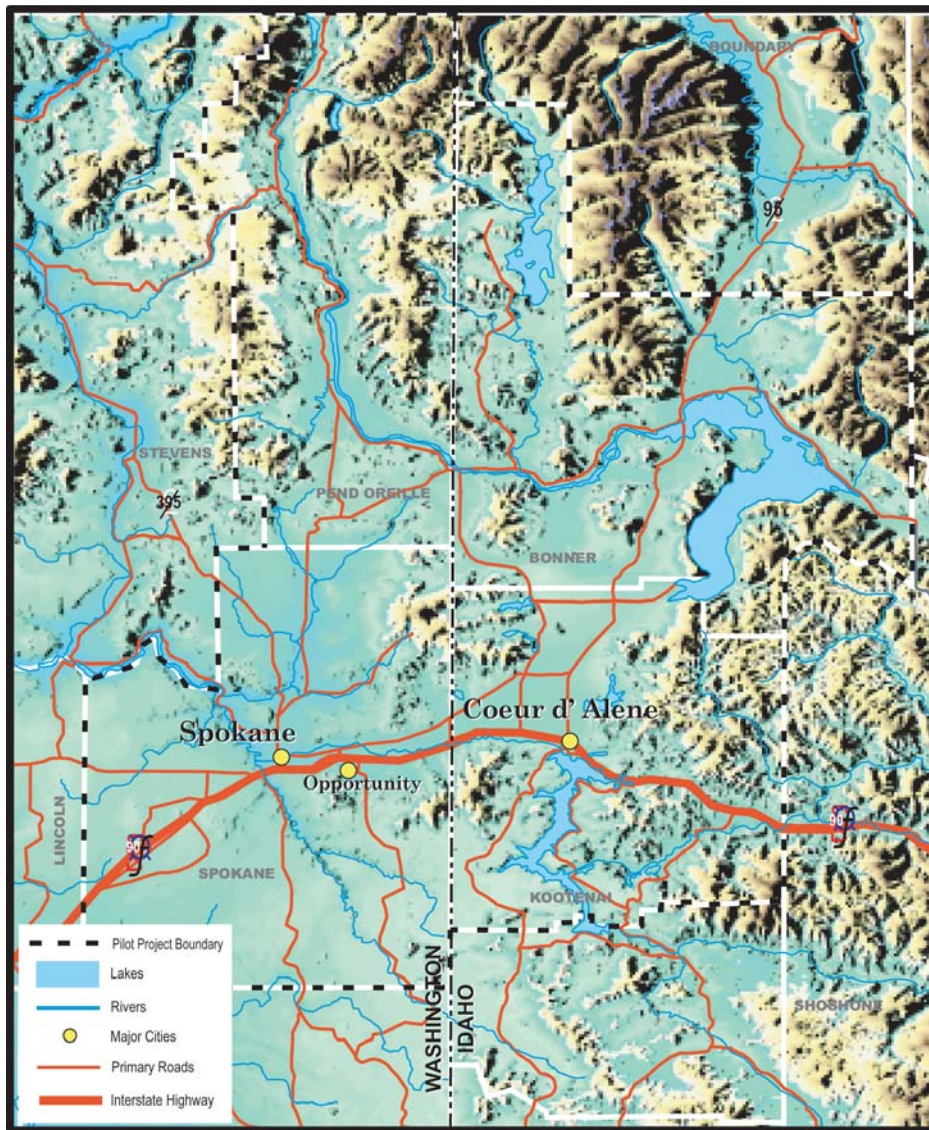 BOUNDARY
95
STEVENS
PEND OREILLE
395
BONNER
Coeur d' Alene
Spokane
Opportunity
LINCOLN
90
90
SPOKANE
KOOTENAI
SHOSHONE
WASHINGTON
IDAHO
Pilot Project Boundary
Lakes
Rivers
Major Cities
Primary Roads
Interstate Highway